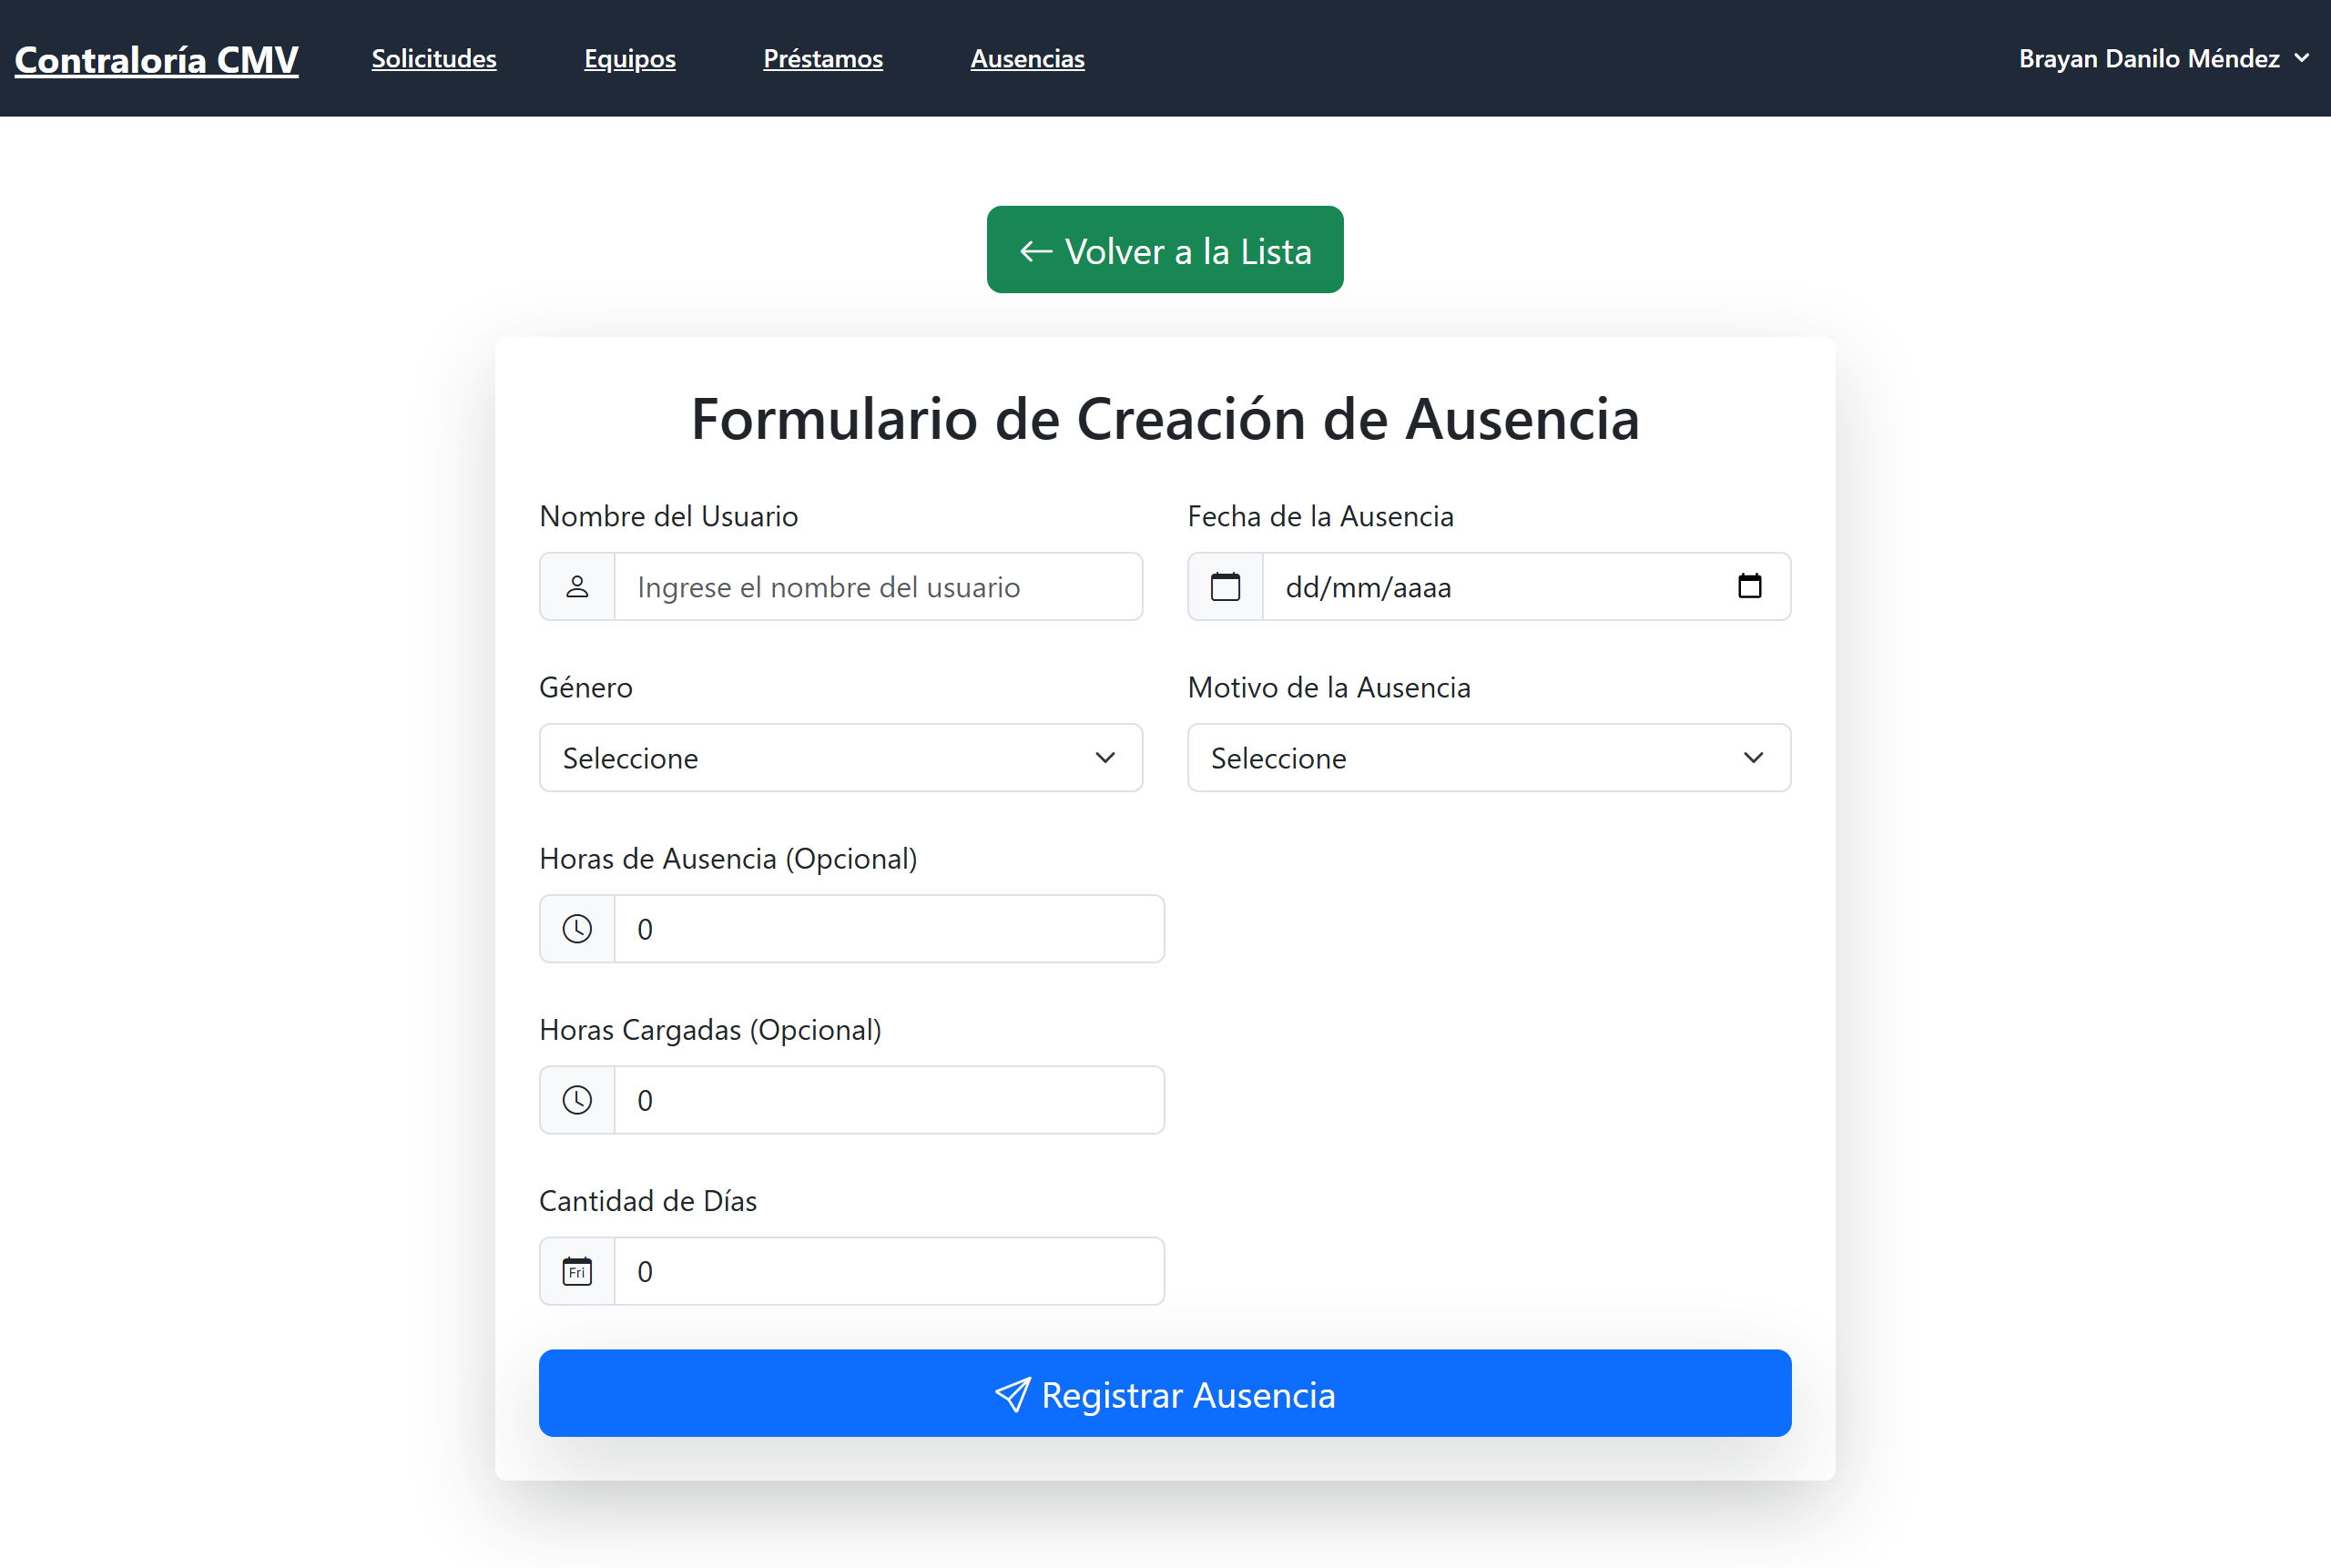 Contraloría CMV Solicitudes Equipos Préstamos Ausencias Brayan Danilo Méndez
Volver a la Lista
Formulario de Creación de Ausencia
Nombre del Usuario
Ingrese el nombre del usuario
Fecha de la Ausencia
dd/mm/aaaa
Género
Seleccione
Motivo de la Ausencia
Seleccione
Horas de Ausencia (Opcional)
0
Horas Cargadas (Opcional)
0
Cantidad de Días
Fri 0
Registrar Ausencia